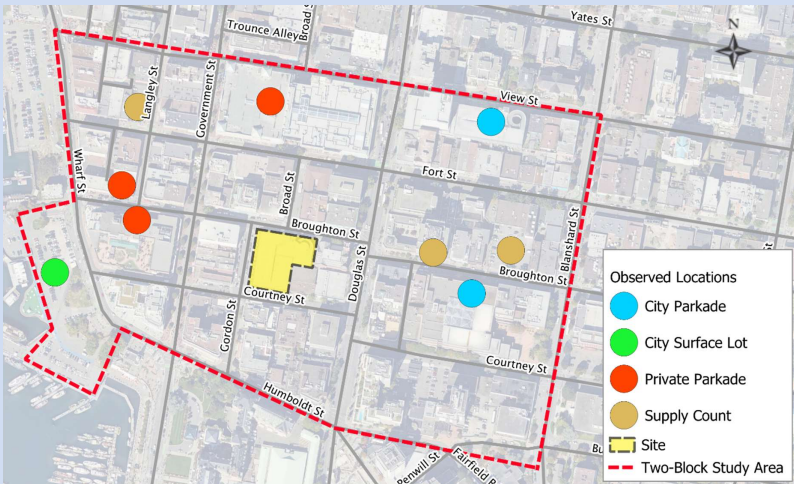 Yates St
N
Trounce Alley
Broad St
Langley St
Government St
View St
Wharf St
Fort St
Broad St
Broughton St
Douglas St
Blanshard St
Broughton St
Courtney St
Gordon St
Courtney St
Humboldt St
Penwill St
Fairfield R
Bu
St
Observed Locations
City Parkade
City Surface Lot
Private Parkade
Supply Count
Site
Two-Block Study Area